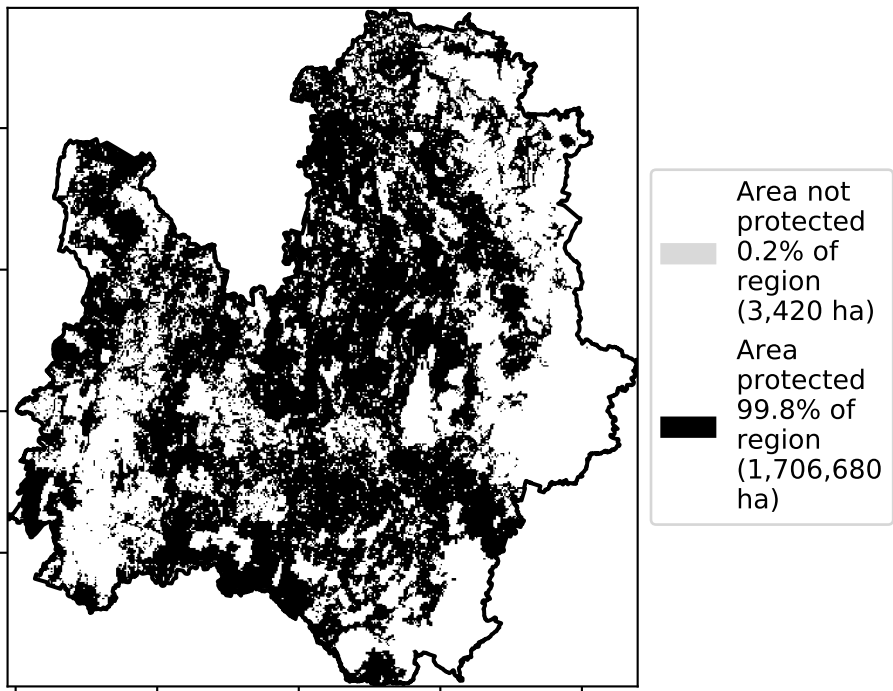 Area not
protected
0.2% of
region
(3,420 ha)
Area
protected
99.8% of
region
(1,706,680
ha)